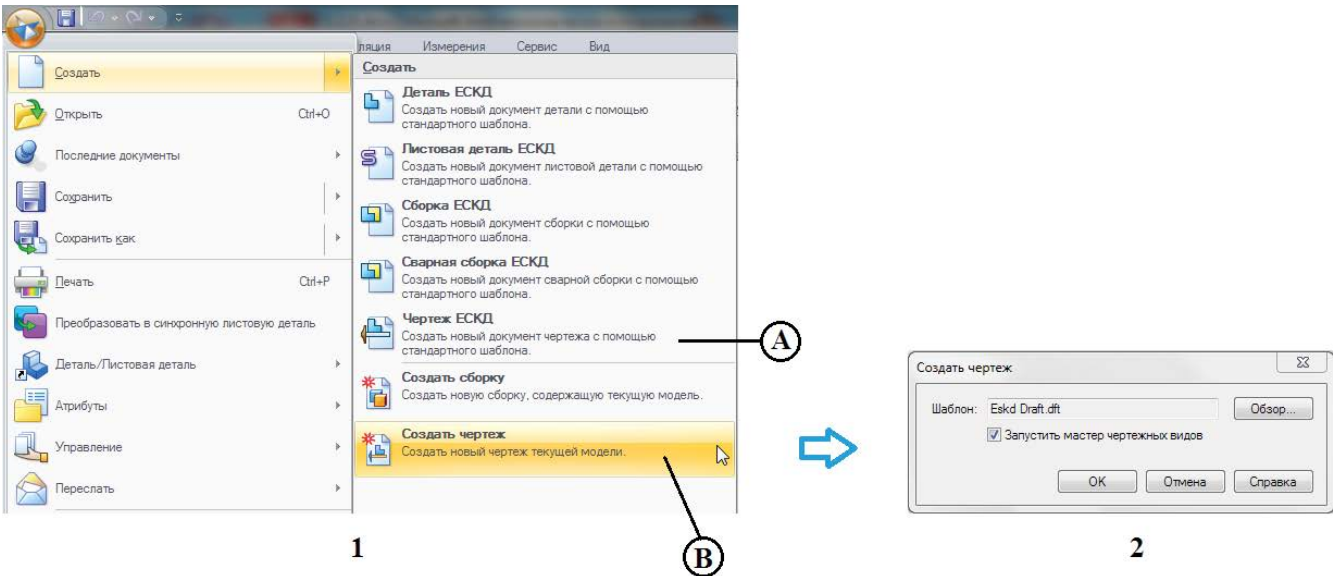 пляция Измерения Сервис Вид
Создать
Открыть Ctrl+O
Последние документы
Сохранить
Сохранить как
Печать Ctrl+P
Преобразовать в синхронную листовую деталь
Деталь/Листовая деталь
Атрибуты
Управление
Переслать
Создать
Деталь ЕСКД
Создать новый документ детали с помощью
стандартного шаблона.
Листовая деталь ЕСКД
Создать новый документ листовой детали с помощью
стандартного шаблона.
Сборка ЕСКД
Создать новый документ сборки с помощью
стандартного шаблона.
Сварная сборка ЕСКД
Создать новый документ сварной сборки с помощью
стандартного шаблона.
Чертеж ЕСКД
Создать новый документ чертежа с помощью
стандартного шаблона.
Создать сборку
Создать новую сборку, содержащую текущую модель.
Создать чертеж
Создать новый чертеж текущей модели.
A
B
1
Создать чертеж
Шаблон: Eskd Draft.dft Обзор...
Запустить мастер чертежных видов
OK Отмена Справка
2